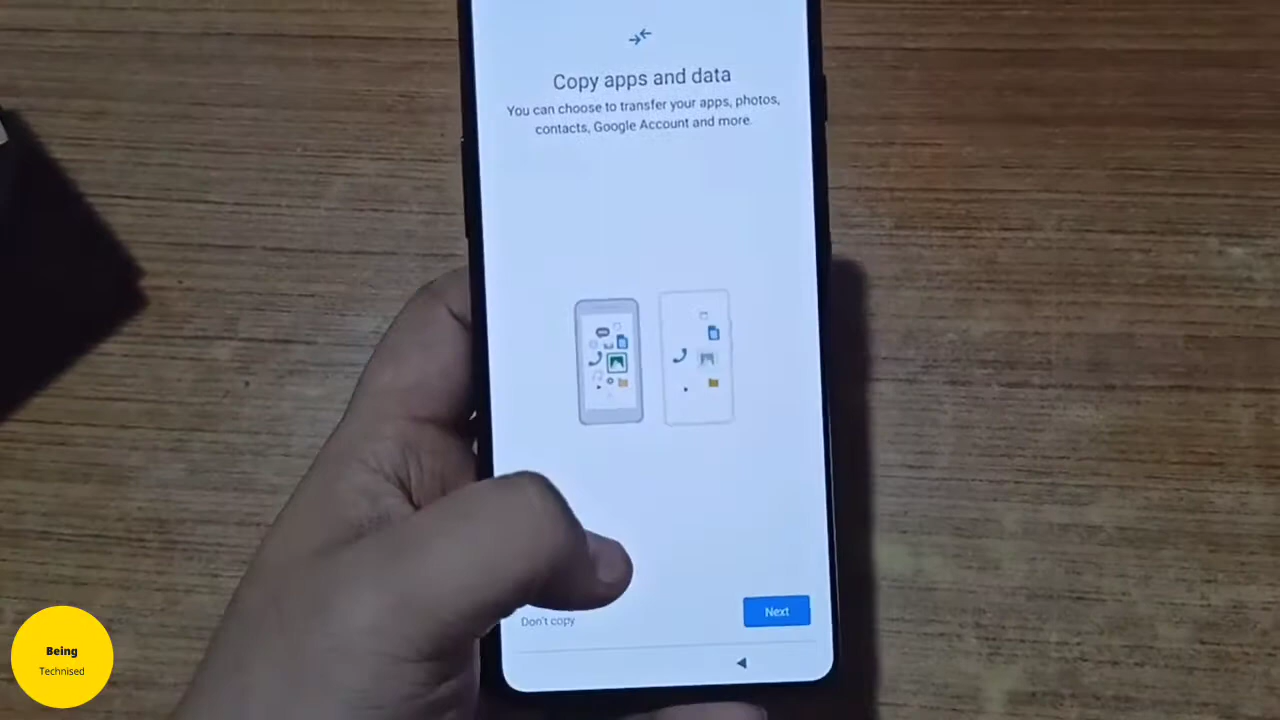 Copy apps and data
You can choose to transfer your apps, photos,
contacts, Google Account and more.
Don't copy
Next
Being
Technised